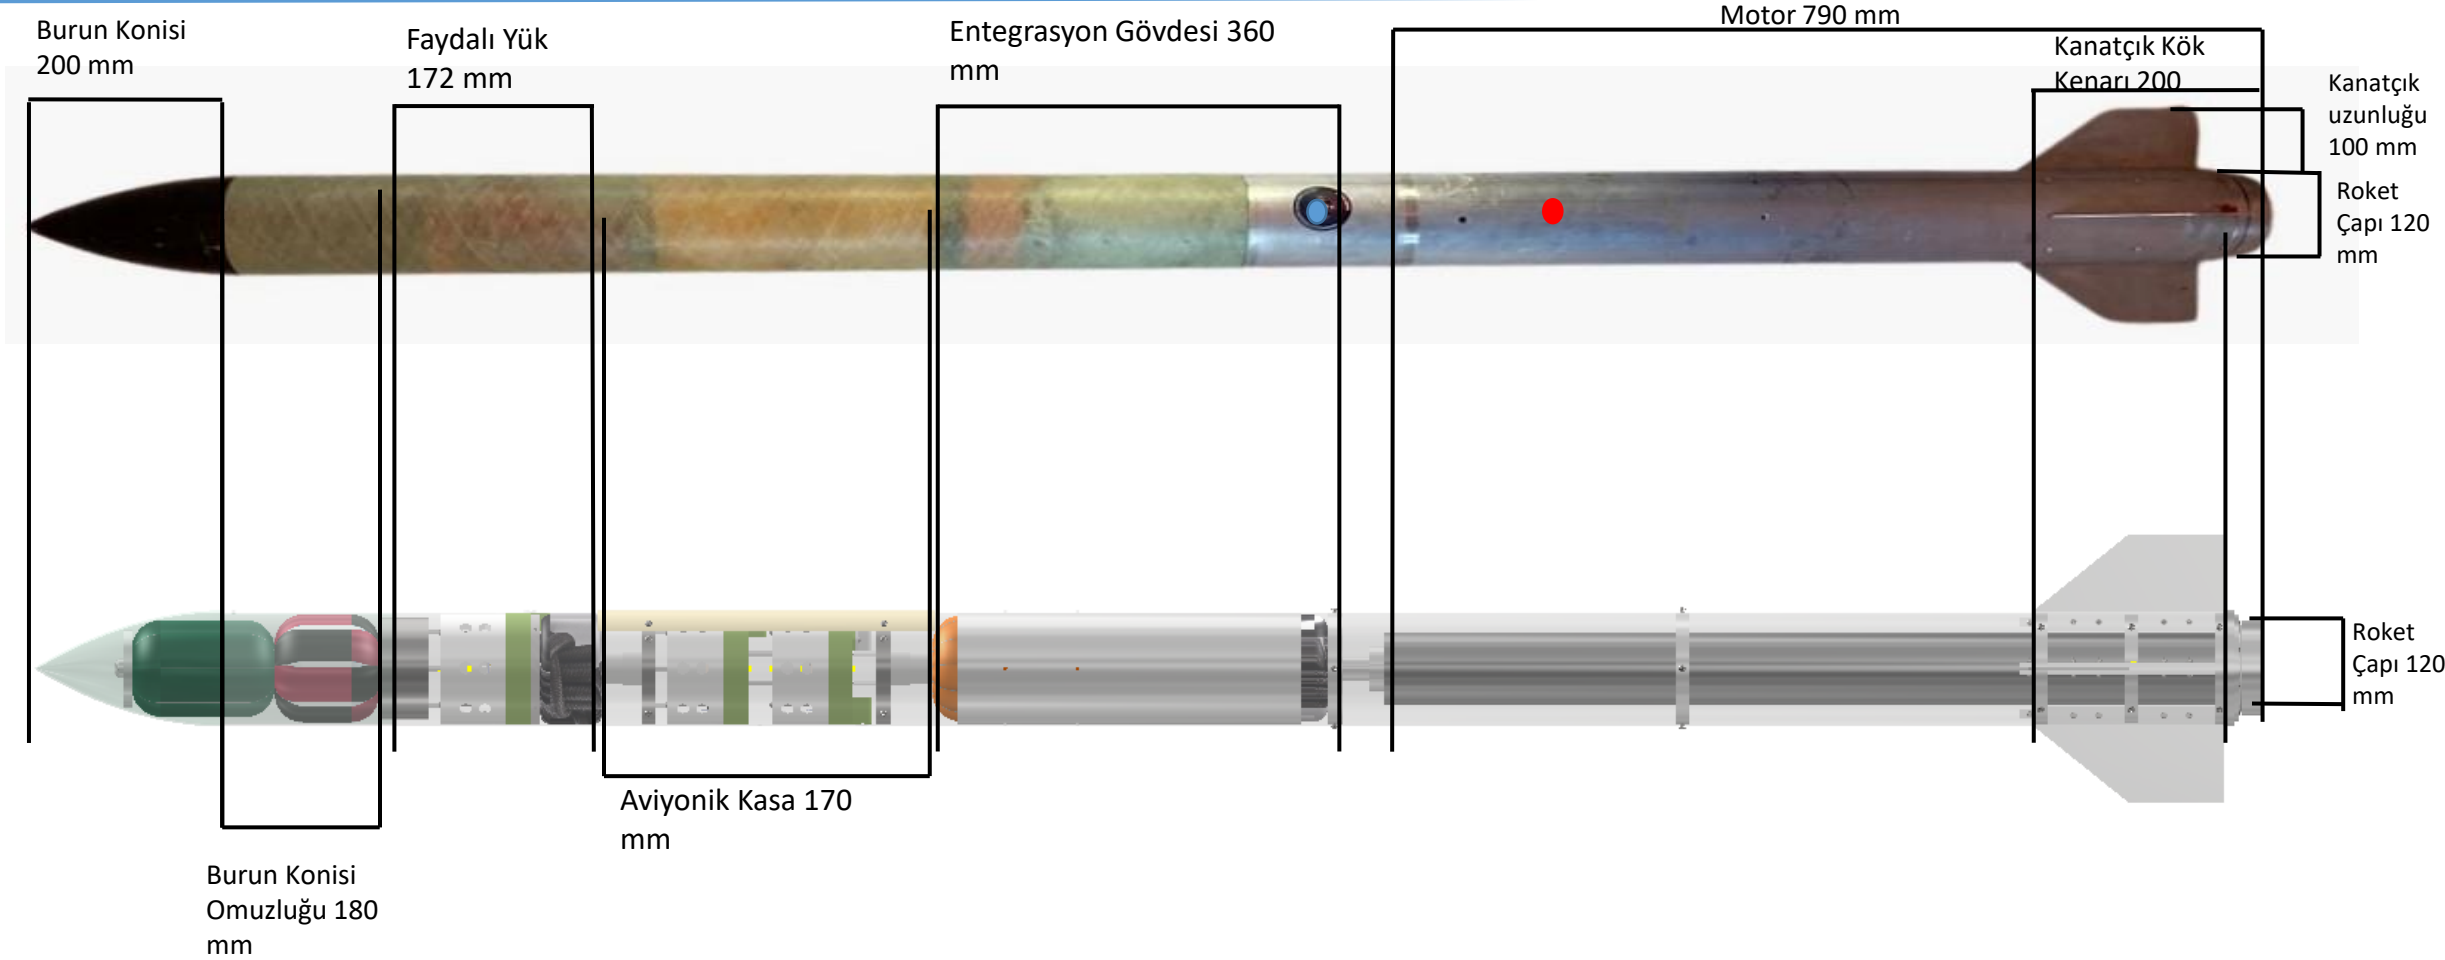 Burun Konisi
200 mm
Faydalı Yük
172 mm
Entegrasyon Gövdesi 360
mm
Motor 790 mm
Kanatçık Kök
Kenarı 200
Kanatçık
uzunluğu
100 mm
Roket
Çapı 120
mm
Roket
Çapı 120
mm
Aviyonik Kasa 170
mm
Burun Konisi
Omuzluğu 180
mm